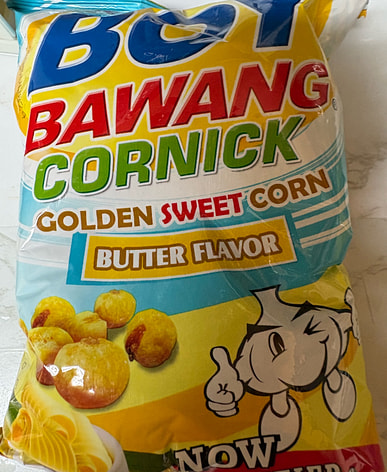 BOY
BAWANG®
CORNICK
GOLDEN SWEET CORN
BUTTER FLAVOR
NOW